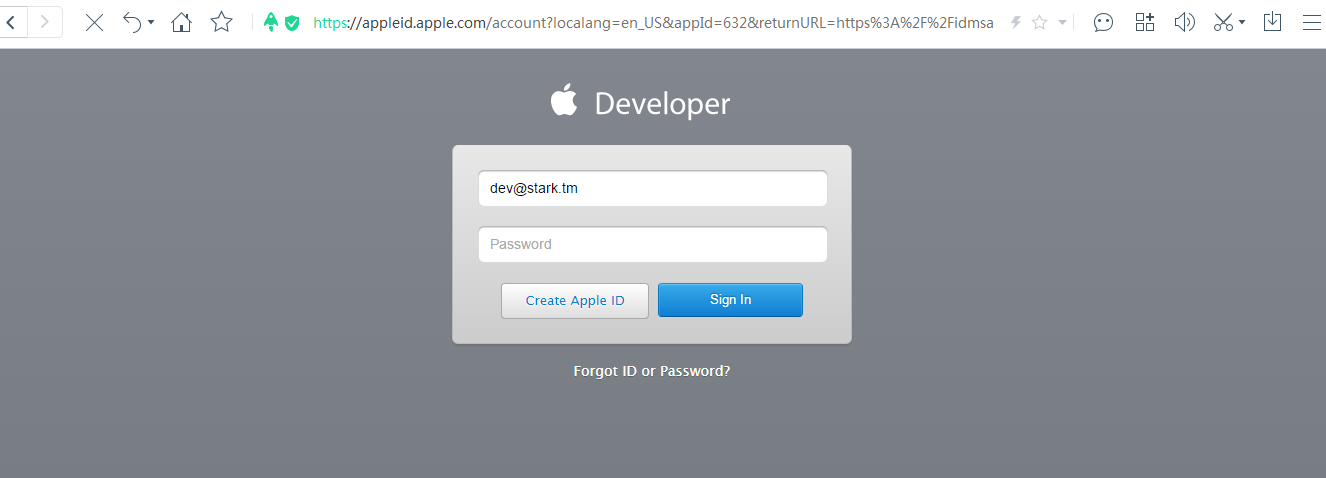 https://appleid.apple.com/account?localang=en_US&appId=632&returnURL=https%3A%2F%2Fidmsa
Developer
dev@stark.tm
Password
Create Apple ID
Sign In
Forgot ID or Password?